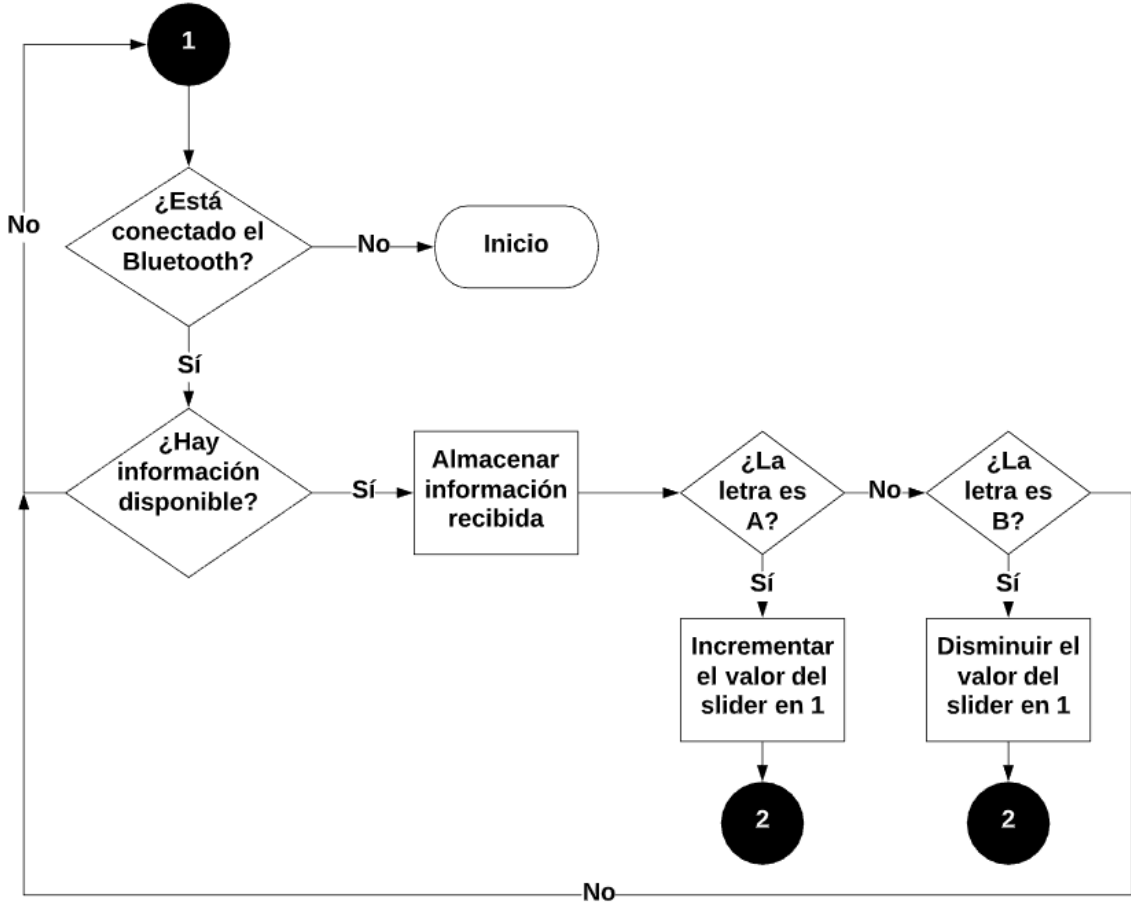 1
¿Está
conectado el
Bluetooth?
No
Inicio
No
Sí
¿Hay
información
disponible?
Sí
Almacenar
información
recibida
¿La
letra es
A?
No
¿La
letra es
B?
Sí
Sí
Incrementar
el valor del
slider en 1
Disminuir el
valor del
slider en 1
2
2
No